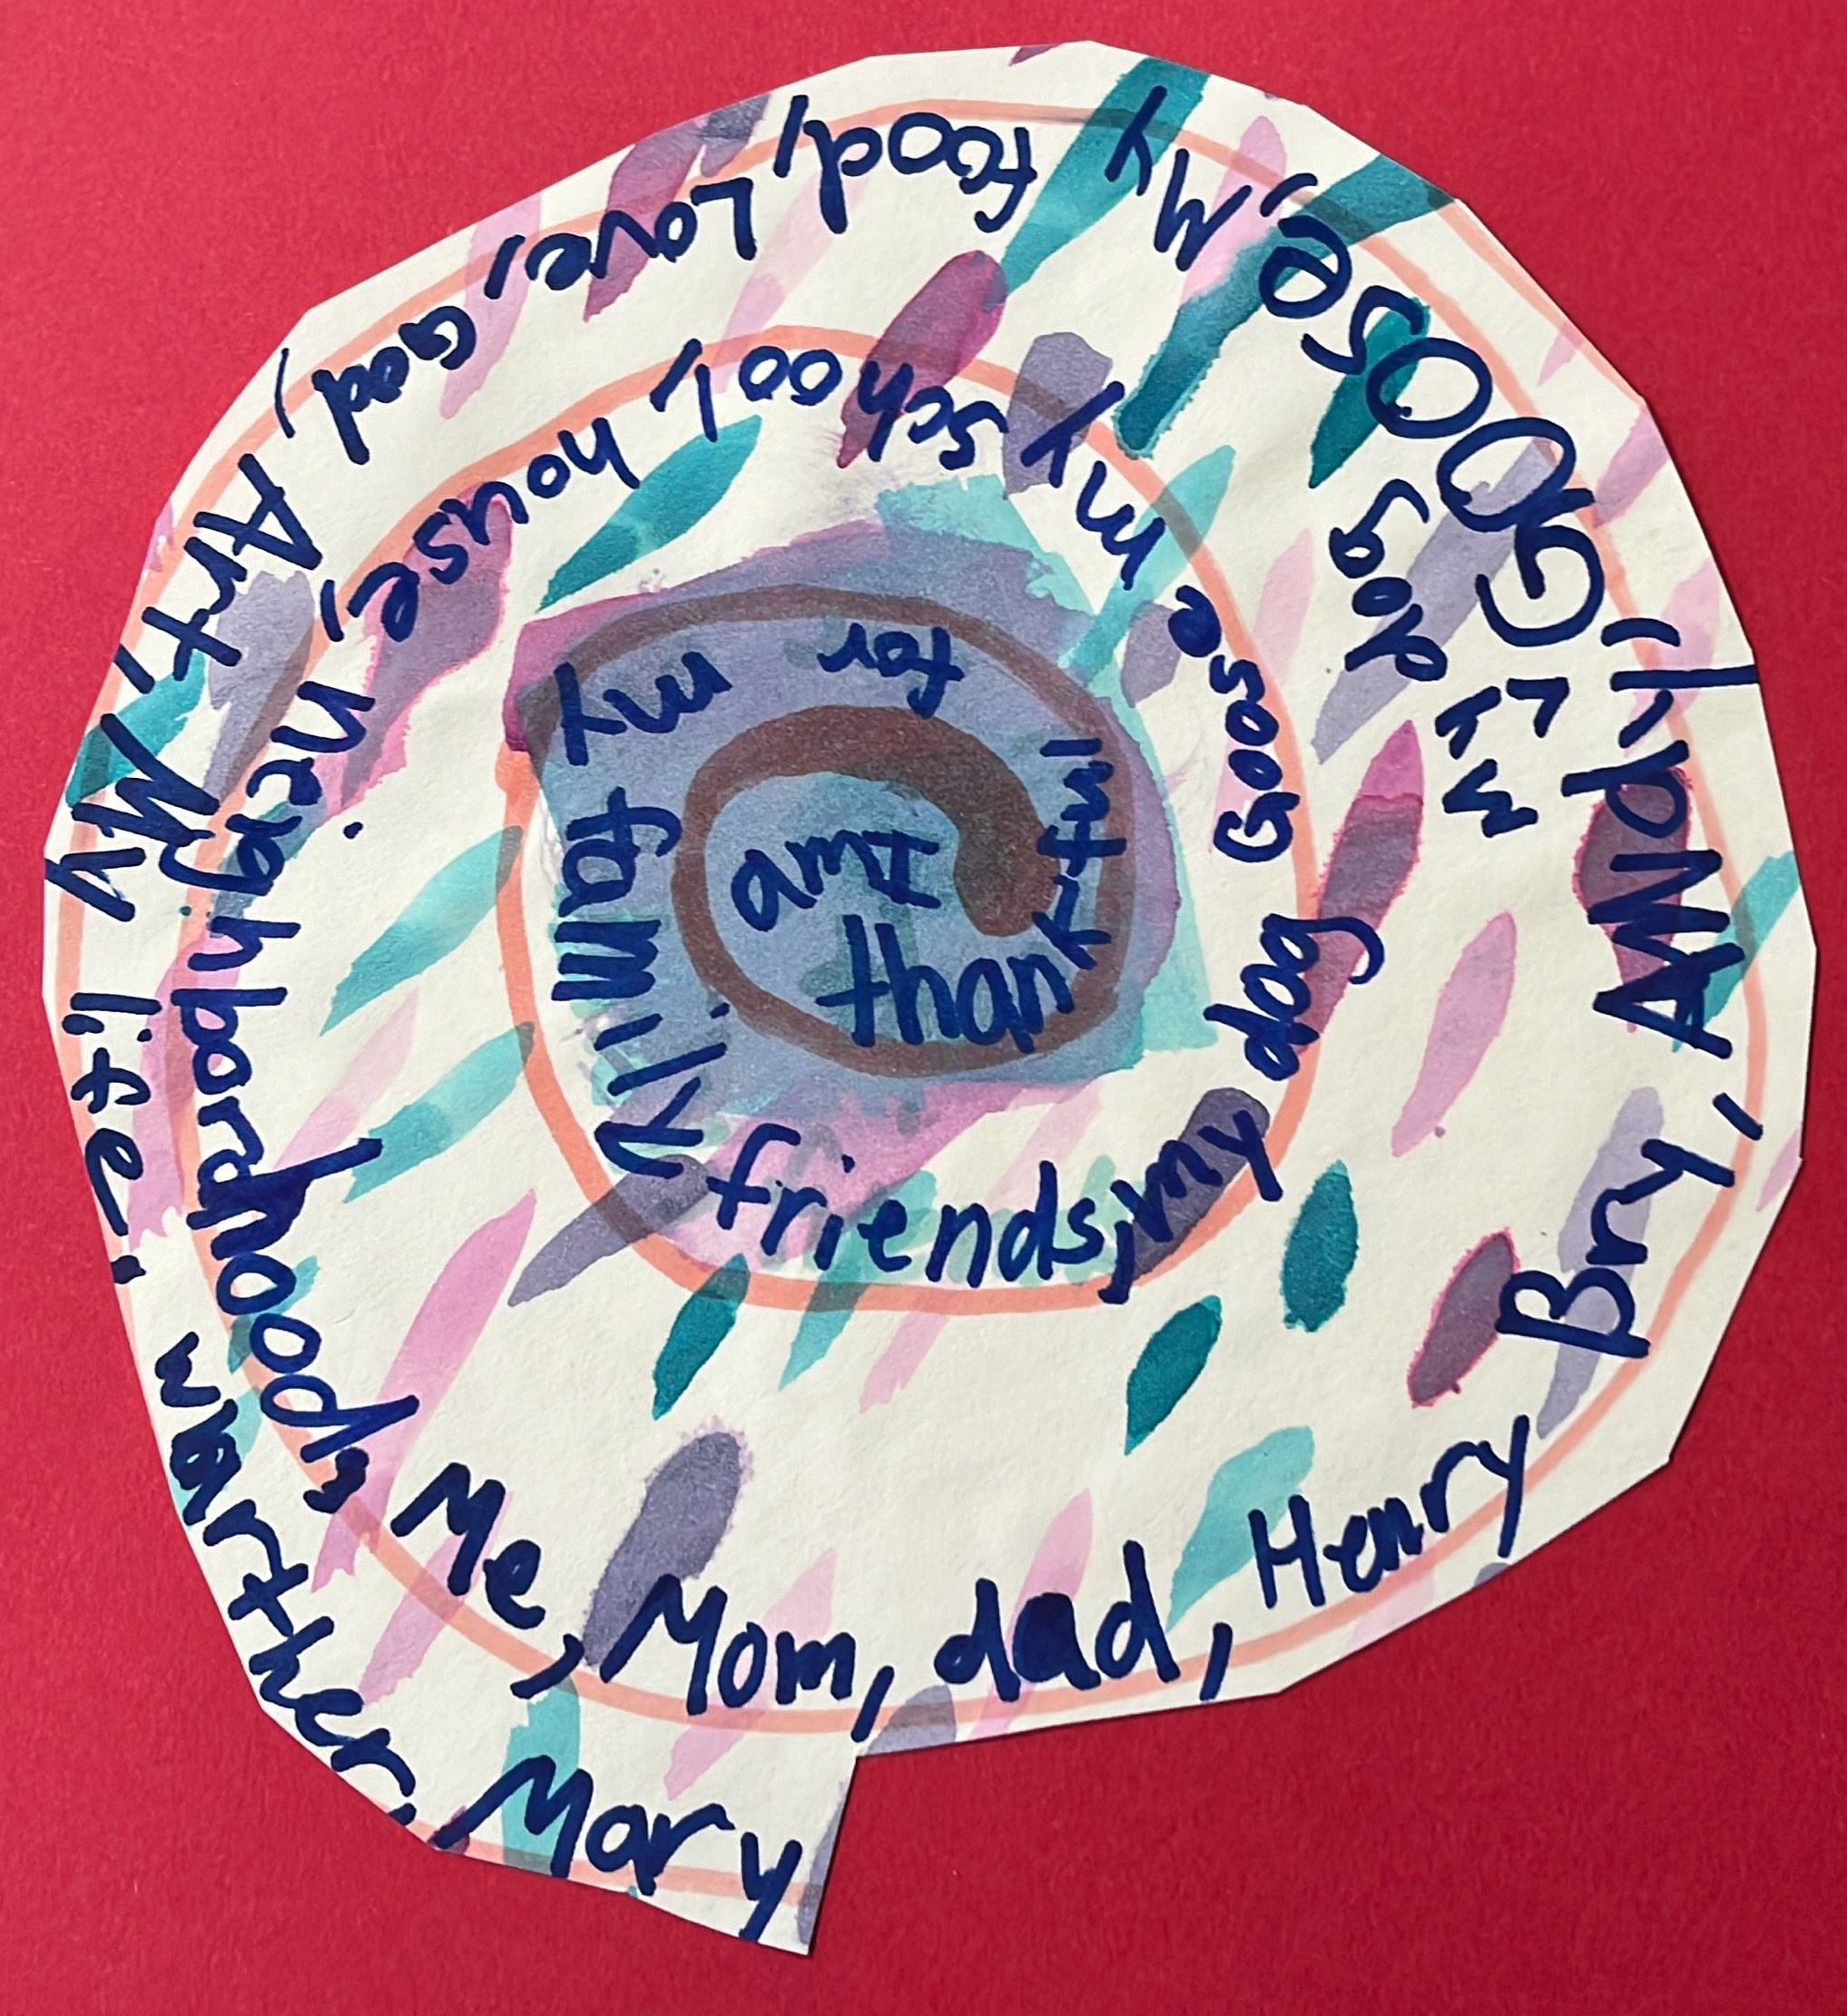 I am thankful for my family friends, my dog Goose my school, house, neighborhood, Me, Mom, dad, Henry Bry, ANdy, My dog GOOse, My food, Love, God, Art, My life, warther, Mary